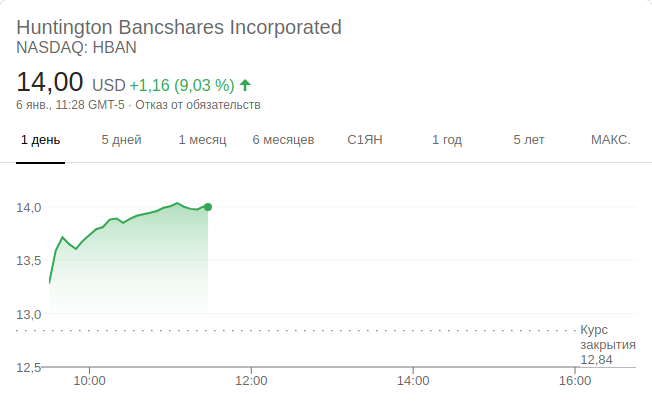 Huntington Bancshares Incorporated
NASDAQ: HBAN
14,00 USD +1,16 (9,03 %)
6 янв., 11:28 GMT-5 · Отказ от обязательств
1 день 5 дней 1 месяц 6 месяцев С1ЯН 1 год 5 лет МАКС.
14,0
13,5
13,0
Курс
закрытия
12,84
12,5
10:00 12:00 14:00 16:00